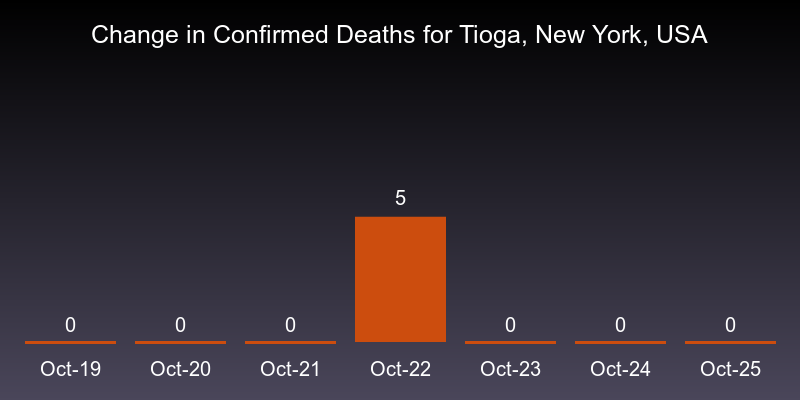 Change in Confirmed Deaths for Tioga, New York, USA
5
0 0 0 0 0 0
Oct-19 Oct-20 Oct-21 Oct-22 Oct-23 Oct-24 Oct-25